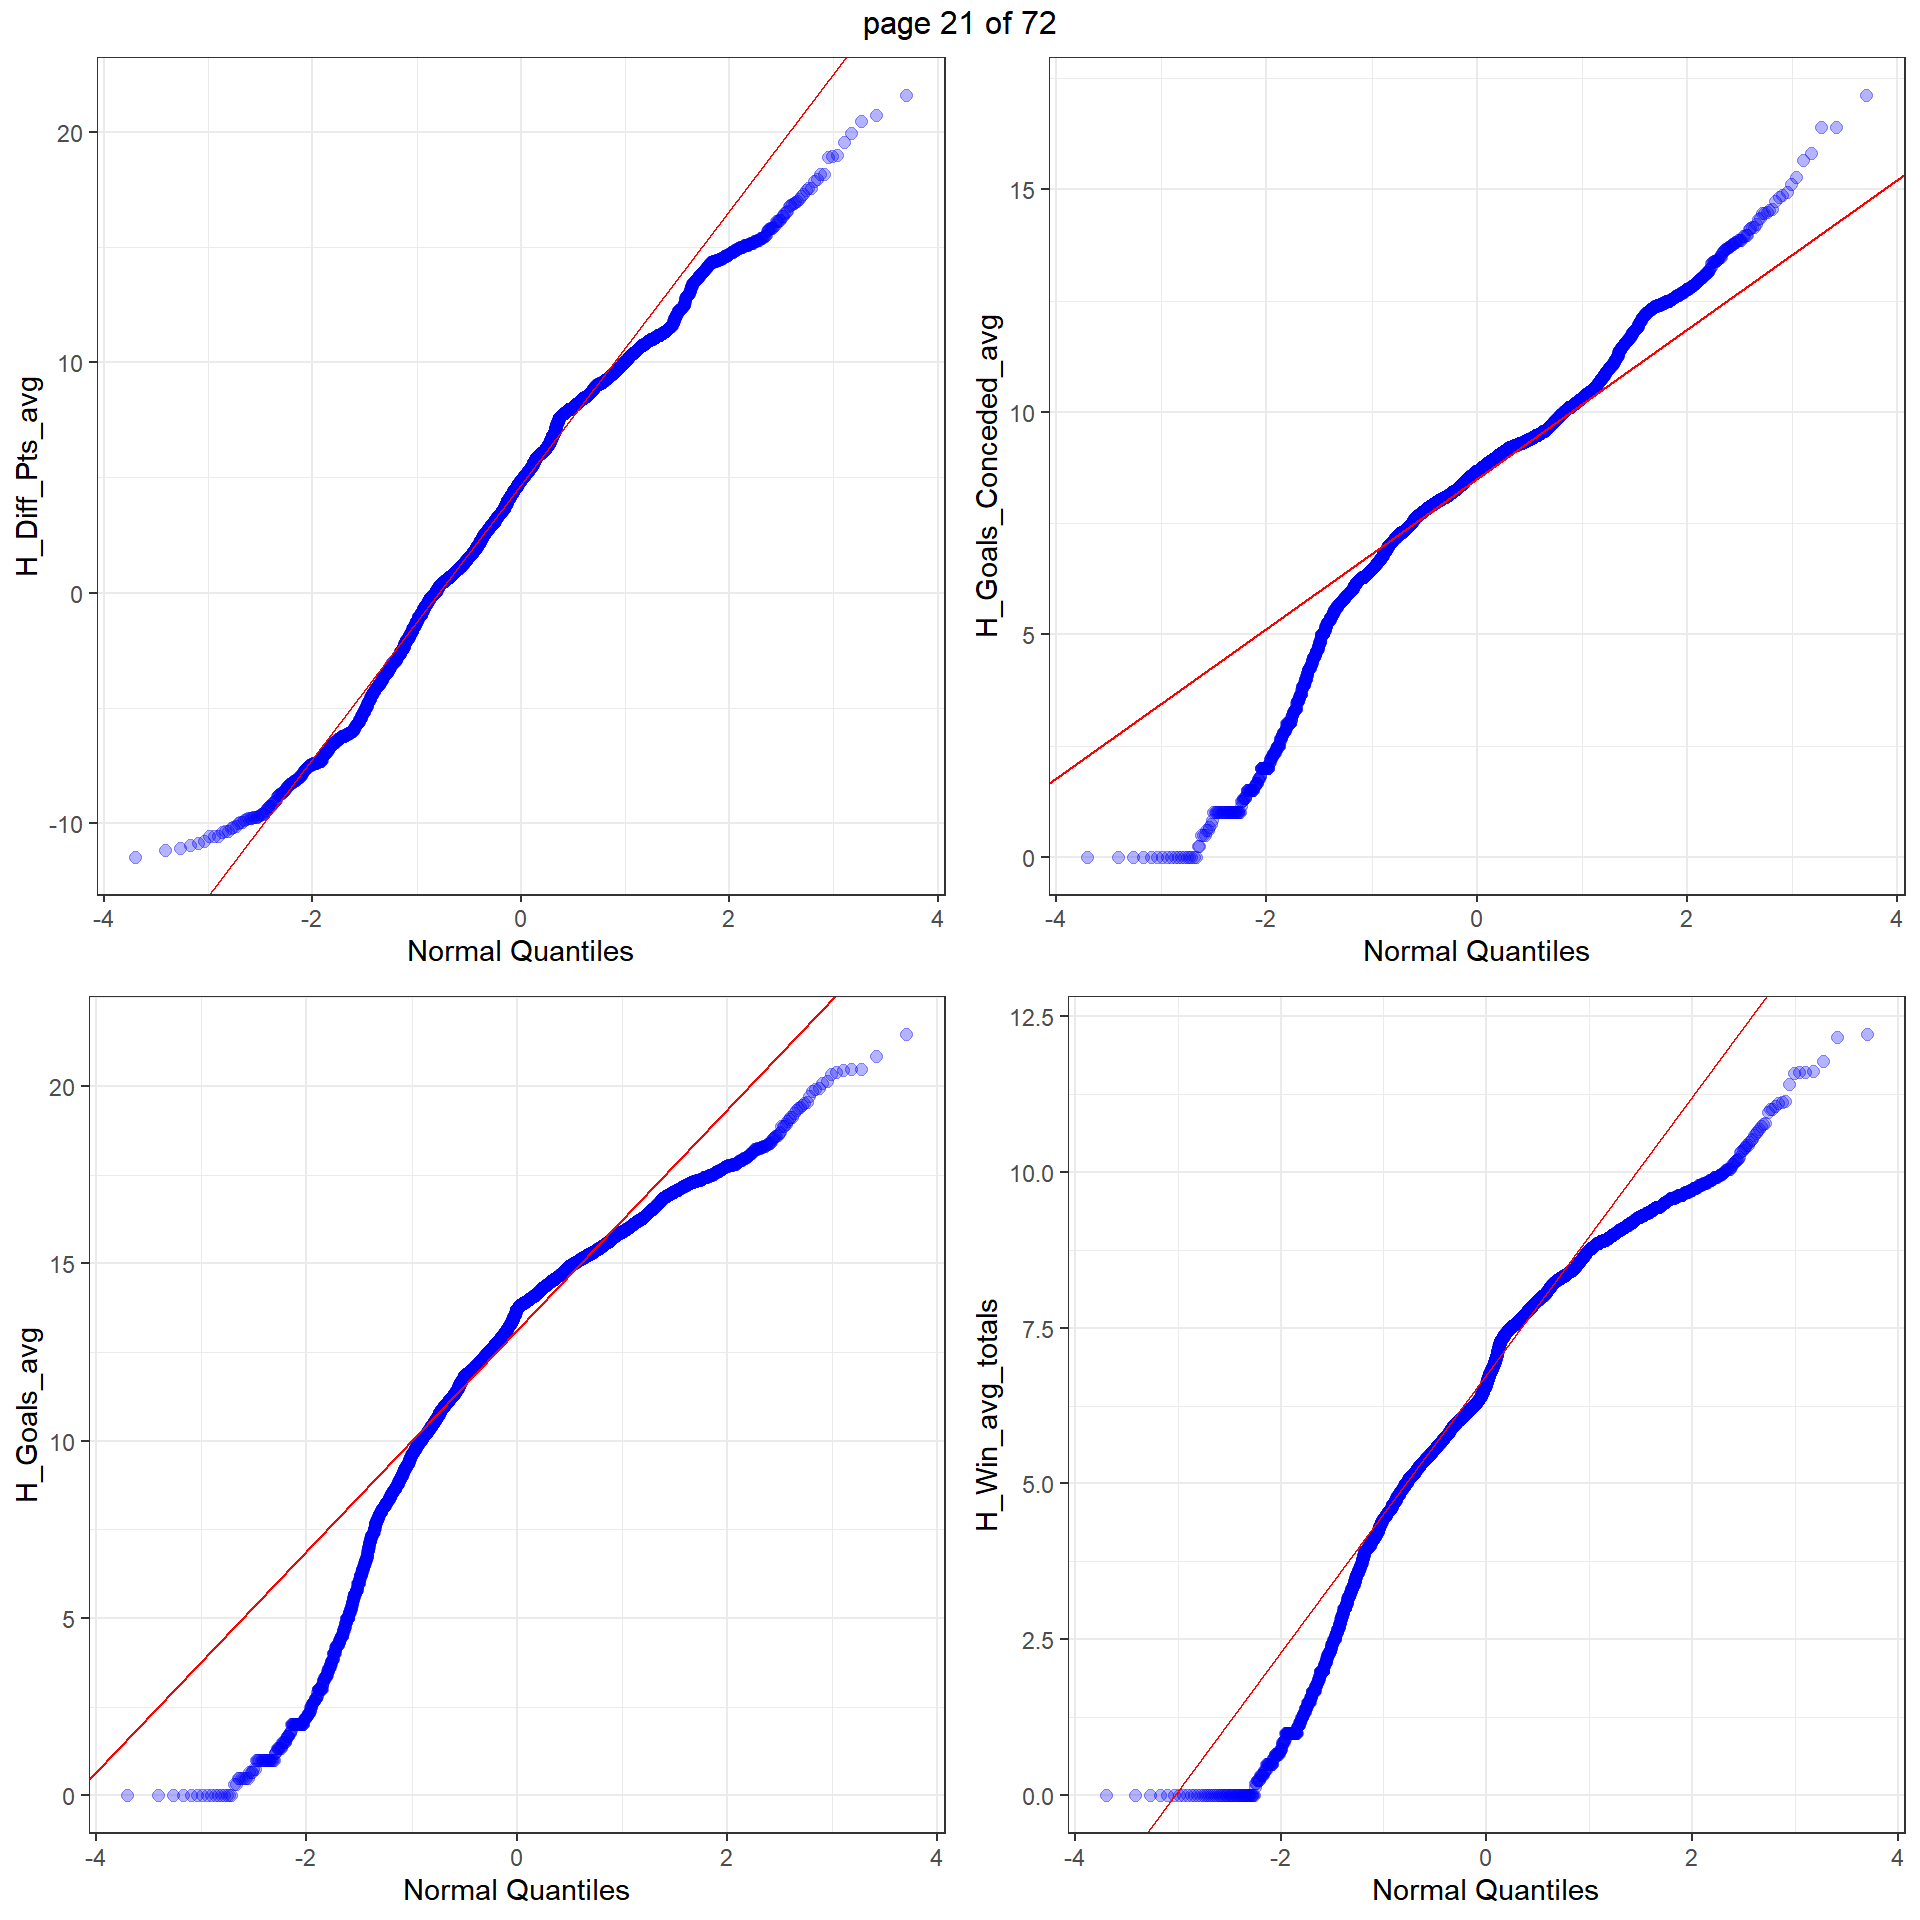 page 21 of 72
H_Diff_Pts_avg
20
10
0
-10
-4 -2 0 2 4
Normal Quantiles
H_Goals_Conceded_avg
15
10
5
0
-4 -2 0 2 4
Normal Quantiles
H_Goals_avg
20
15
10
5
0
-4 -2 0 2 4
Normal Quantiles
H_Win_avg_totals
12.5
10.0
7.5
5.0
2.5
0.0
-4 -2 0 2 4
Normal Quantiles